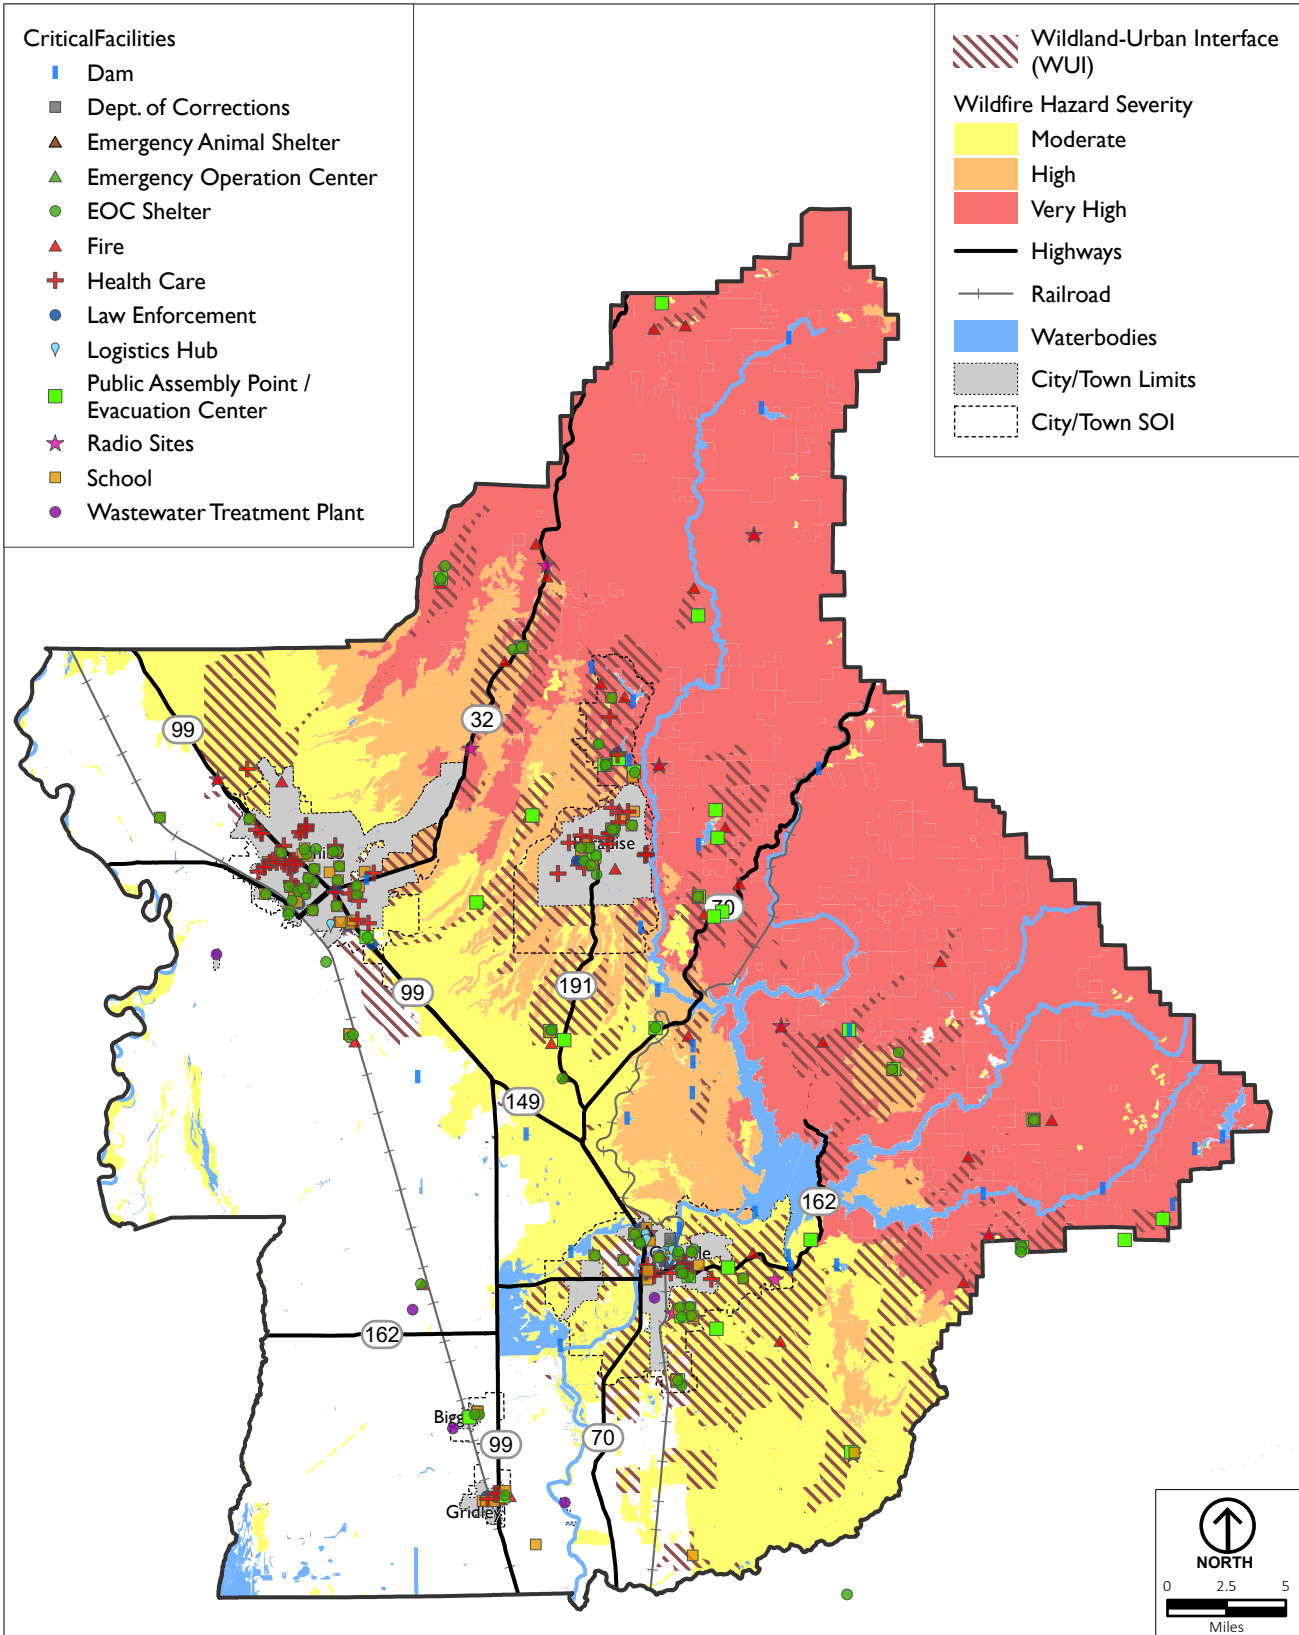 CriticalFacilities
Dam
Dept. of Corrections
Emergency Animal Shelter
Emergency Operation Center
EOC Shelter
Fire
Health Care
Law Enforcement
Logistics Hub
Public Assembly Point /
Evacuation Center
Radio Sites
School
Wastewater Treatment Plant
Wildland-Urban Interface
(WUI)
Wildfire Hazard Severity
Moderate
High
Very High
Highways
Railroad
Waterbodies
City/Town Limits
City/Town SOI
99
32
70
191
99
149
162
162
99
70
Gridley
NORTH
0 2.5 5
Miles